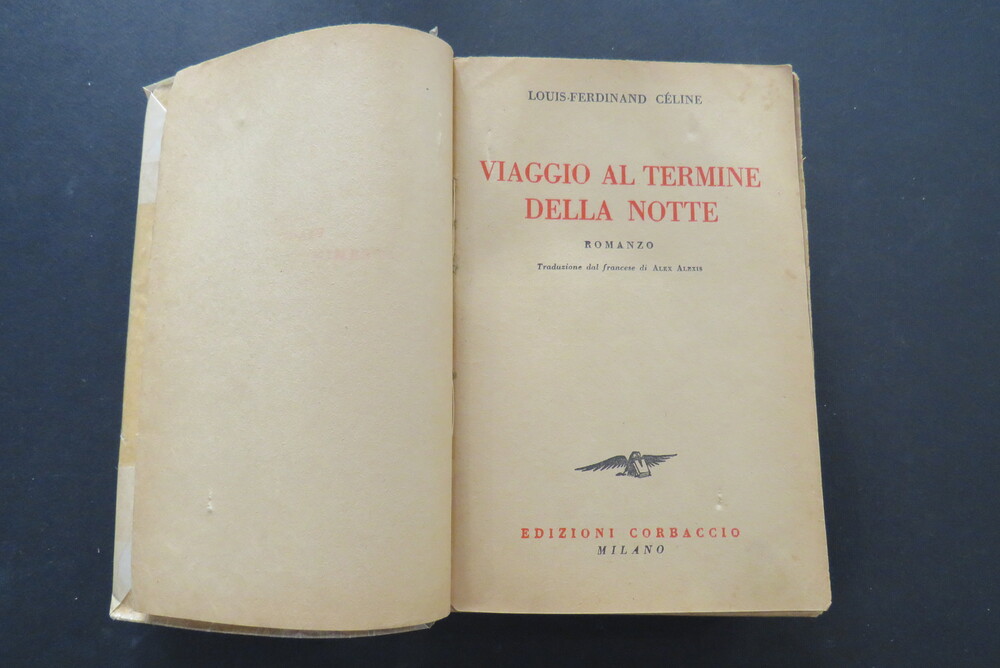 LOUIS-FERDINAND CÉLINE
VIAGGIO AL TERMINE
DELLA NOTTE
ROMANZO
Traduzione dal francese di ALEX ALEXIS
EDIZIONI CORBACCIO
MILANO